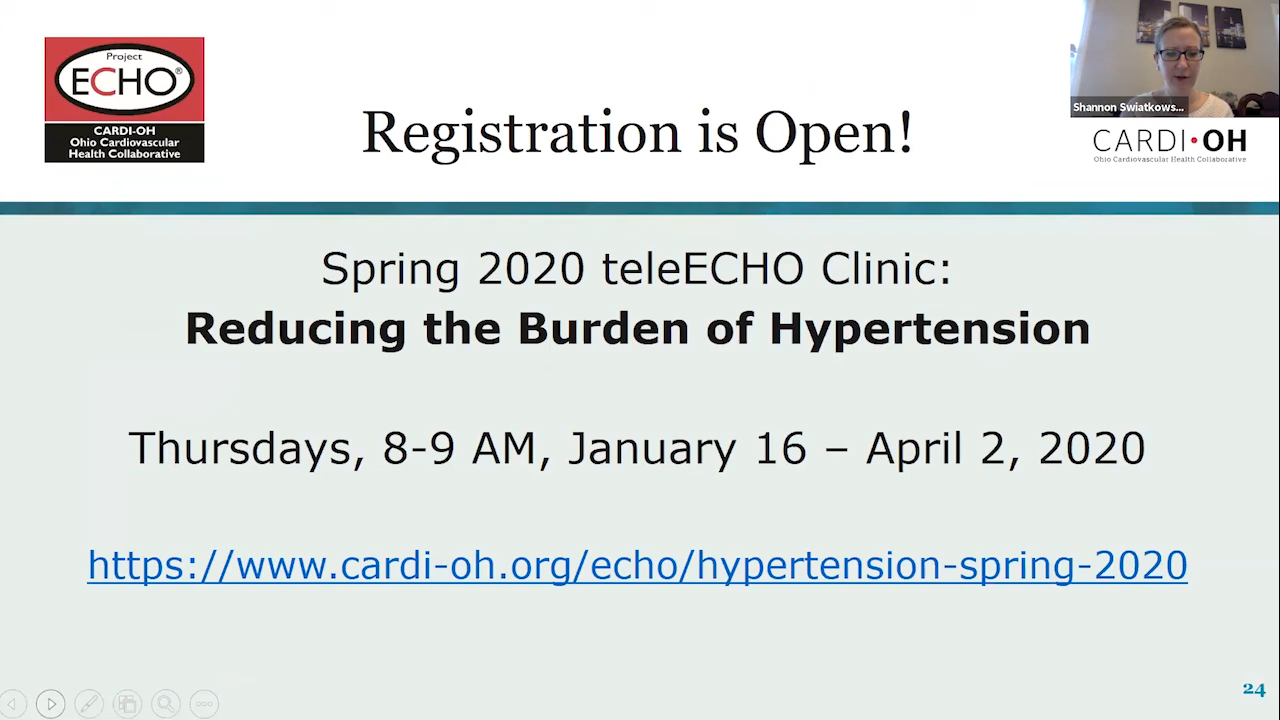 Project
ECHO®
CARDI-OH
Ohio Cardiovascular
Health Collaborative
Registration is Open!
Shannon Swiatkows...
CARDI•OH
Ohio Cardiovascular Health Collaborative
Spring 2020 teleECHO Clinic:
Reducing the Burden of Hypertension
Thursdays, 8-9 AM, January 16 – April 2, 2020
https://www.cardi-oh.org/echo/hypertension-spring-2020
24